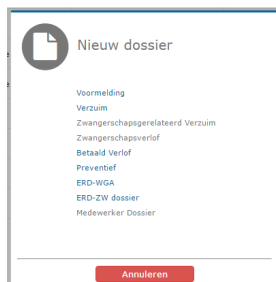 Nieuw dossier
Voormelding
Verzuim
Zwangerschapsgerelateerd Verzuim
Zwangerschapsverlof
Betaald Verlof
Preventief
ERD-WGA
ERD-ZW dossier
Medewerker Dossier
Annuleren